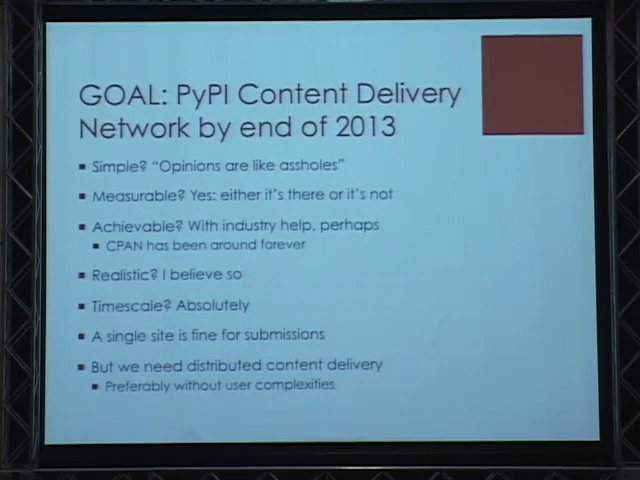 GOAL: PyPI Content Delivery
Network by end of 2013
Simple? "Opinions are like assholes"
Measurable? Yes: either it's there or it's not
Achievable? With industry help, perhaps
CPAN has been around forever
Realistic? I believe so
Timescale? Absolutely
A single site is fine for submissions
But we need distributed content delivery
Preferably without user complexities